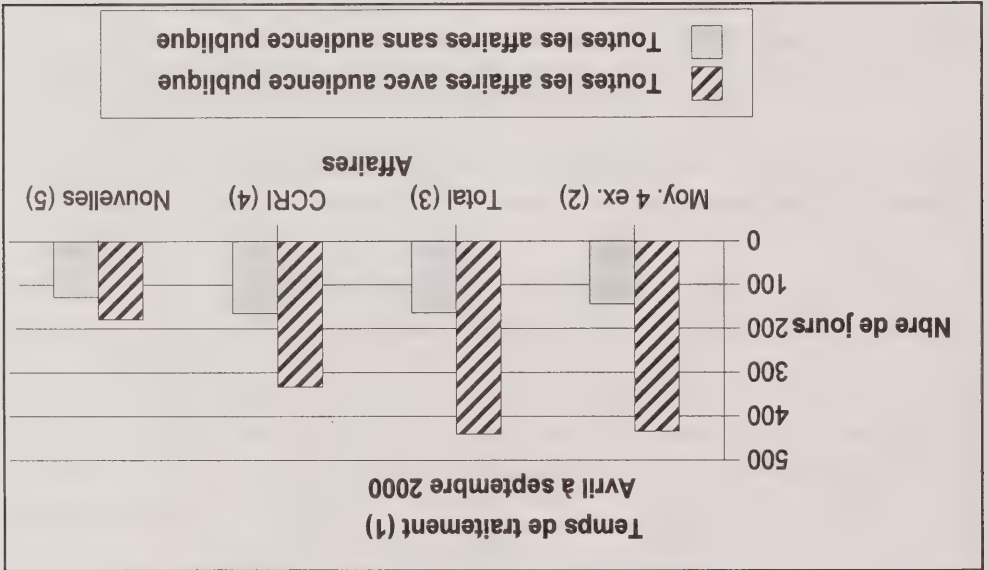 Temps de traitement (1)
Avril à septembre 2000
500
400
300
200
100
0
Nbre de jours
Moy. 4 ex. (2)
Total (3)
CCRI (4)
Nouvelles (5)
Affaires
Toutes les affaires avec audience publique
Toutes les affaires sans audience publique